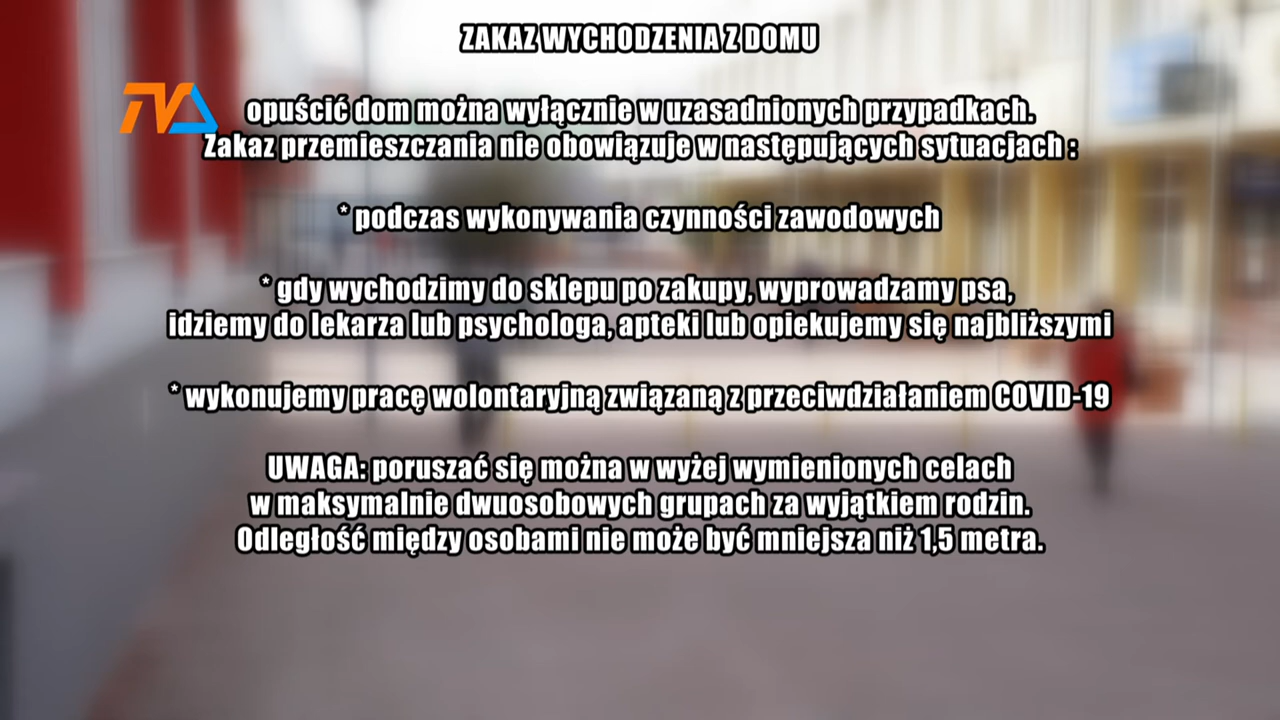 ZAKAZ WYCHODZENIA Z DOMU
TVA
opuścić dom można wyłącznie w uzasadnionych przypadkach.
Zakaz przemieszczania nie obowiązuje w następujących sytuacjach :
* podczas wykonywania czynności zawodowych
* gdy wychodzimy do sklepu po zakupy, wyprowadzamy psa,
idziemy do lekarza lub psychologa, apteki lub opiekujemy się najbliższymi
* wykonujemy pracę wolontaryjną związaną z przeciwdziałaniem COVID-19
UWAGA: poruszać się można w wyżej wymienionych celach
w maksymalnie dwuosobowych grupach za wyjątkiem rodzin.
Odległość między osobami nie może być mniejsza niż 1,5 metra.